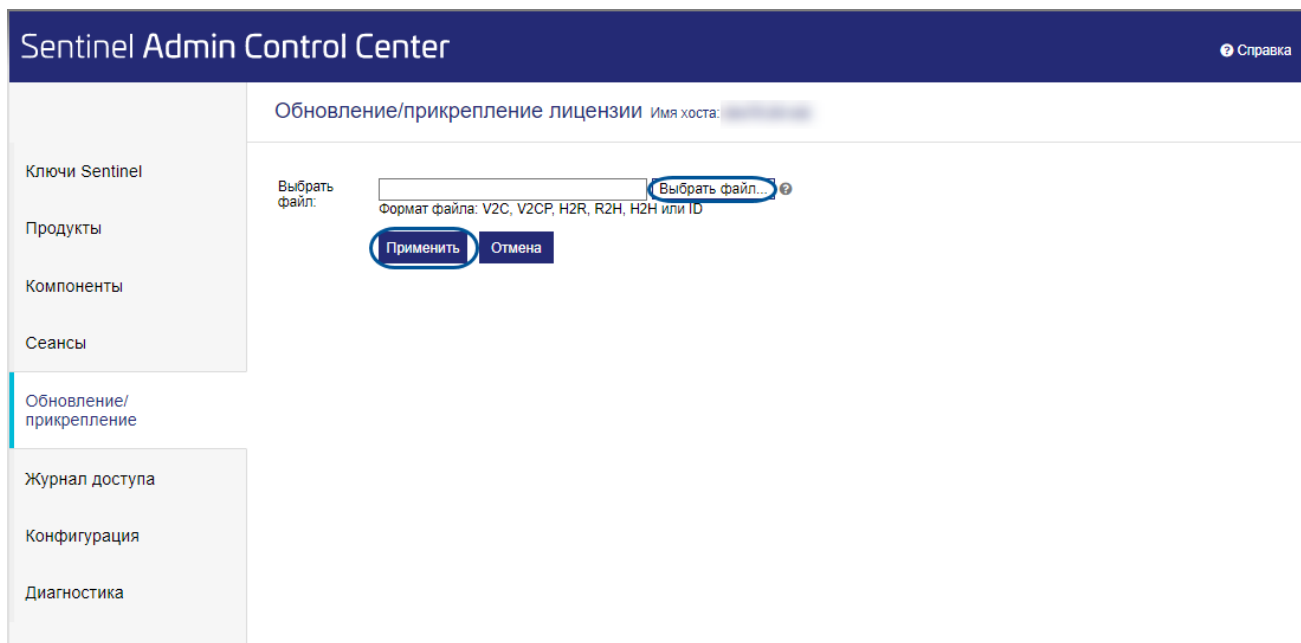 Sentinel Admin Control Center
Справка
Обновление/прикрепление лицензии Имя хоста:
Ключи Sentinel
Продукты
Компоненты
Сеансы
Обновление/
прикрепление
Журнал доступа
Конфигурация
Диагностика
Выбрать
файл:
Выбрать файл...
Формат файла: V2C, V2CP, H2R, R2H, H2H или ID
Применить
Отмена